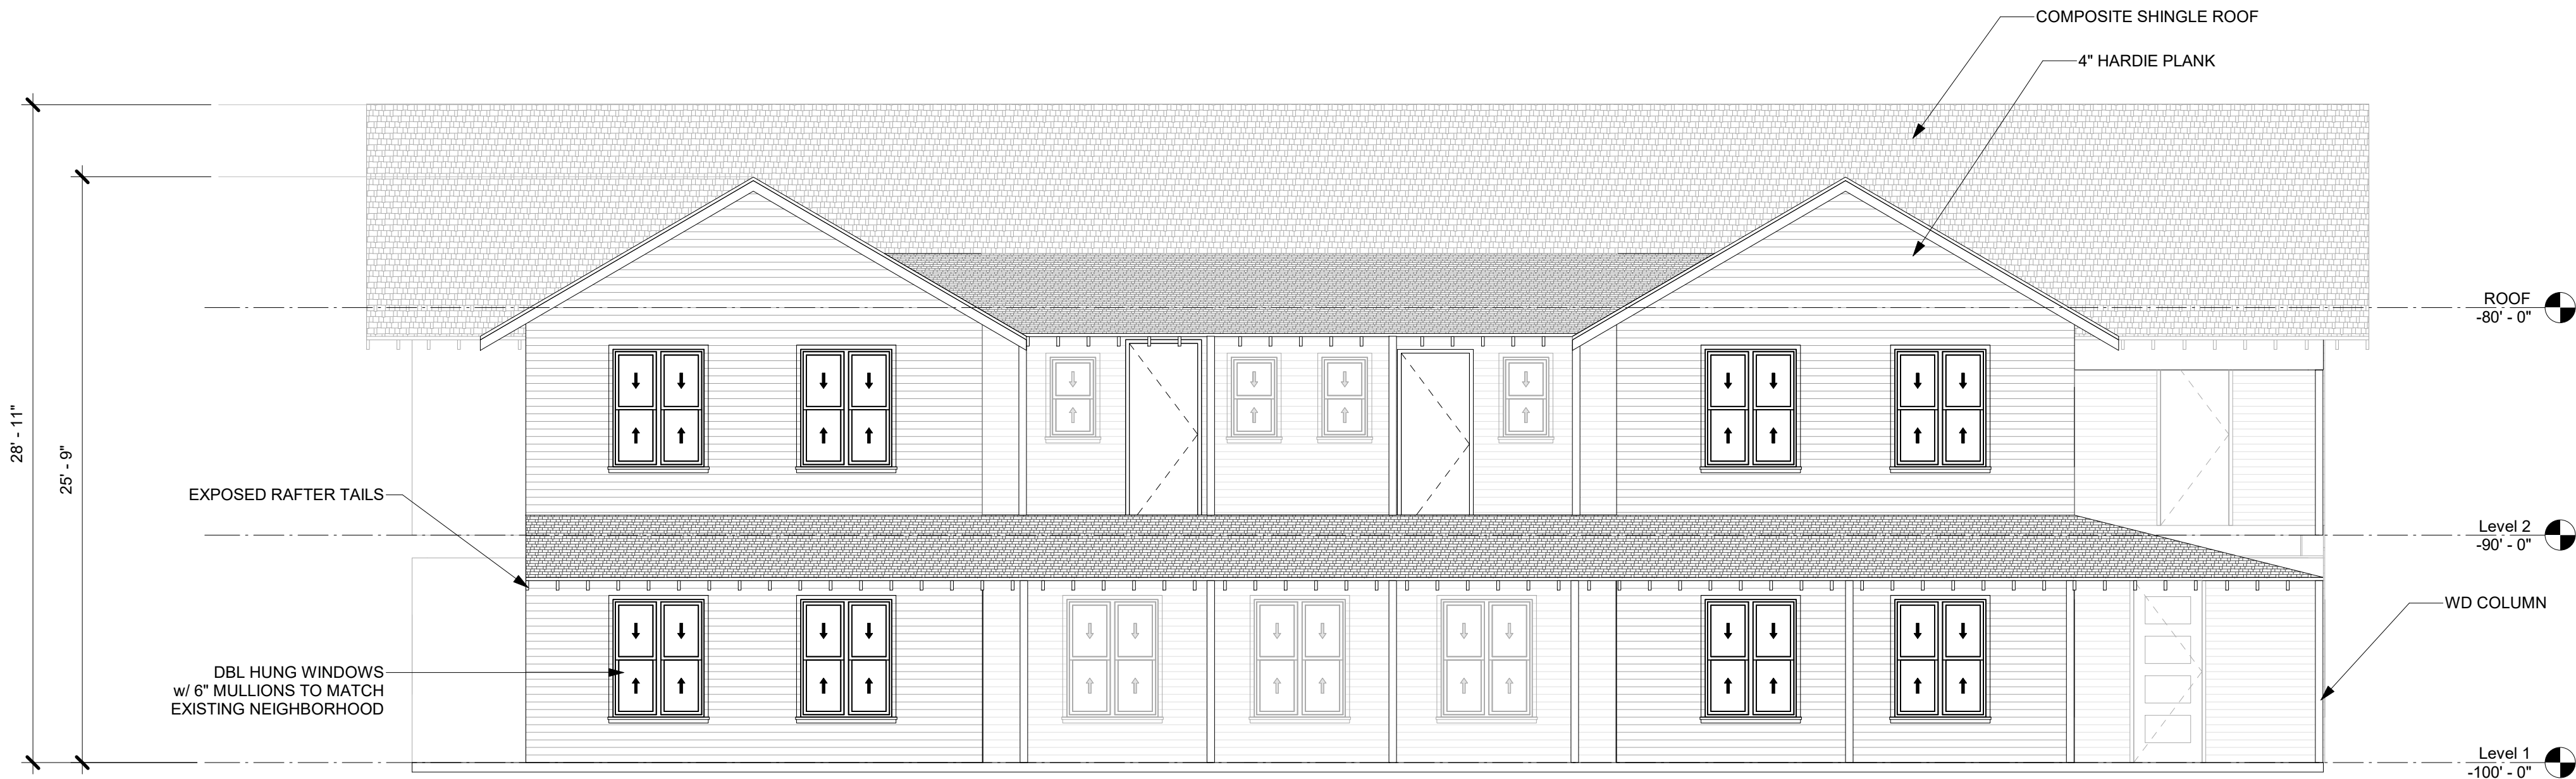 COMPOSITE SHINGLE ROOF
4" HARDIE PLANK
ROOF
-80' - 0"
28' - 11"
25' - 9"
EXPOSED RAFTER TAILS
Level 2
-90' - 0"
WD COLUMN
DBL HUNG WINDOWS
w/ 6" MULLIONS TO MATCH
EXISTING NEIGHBORHOOD
Level 1
-100' - 0"